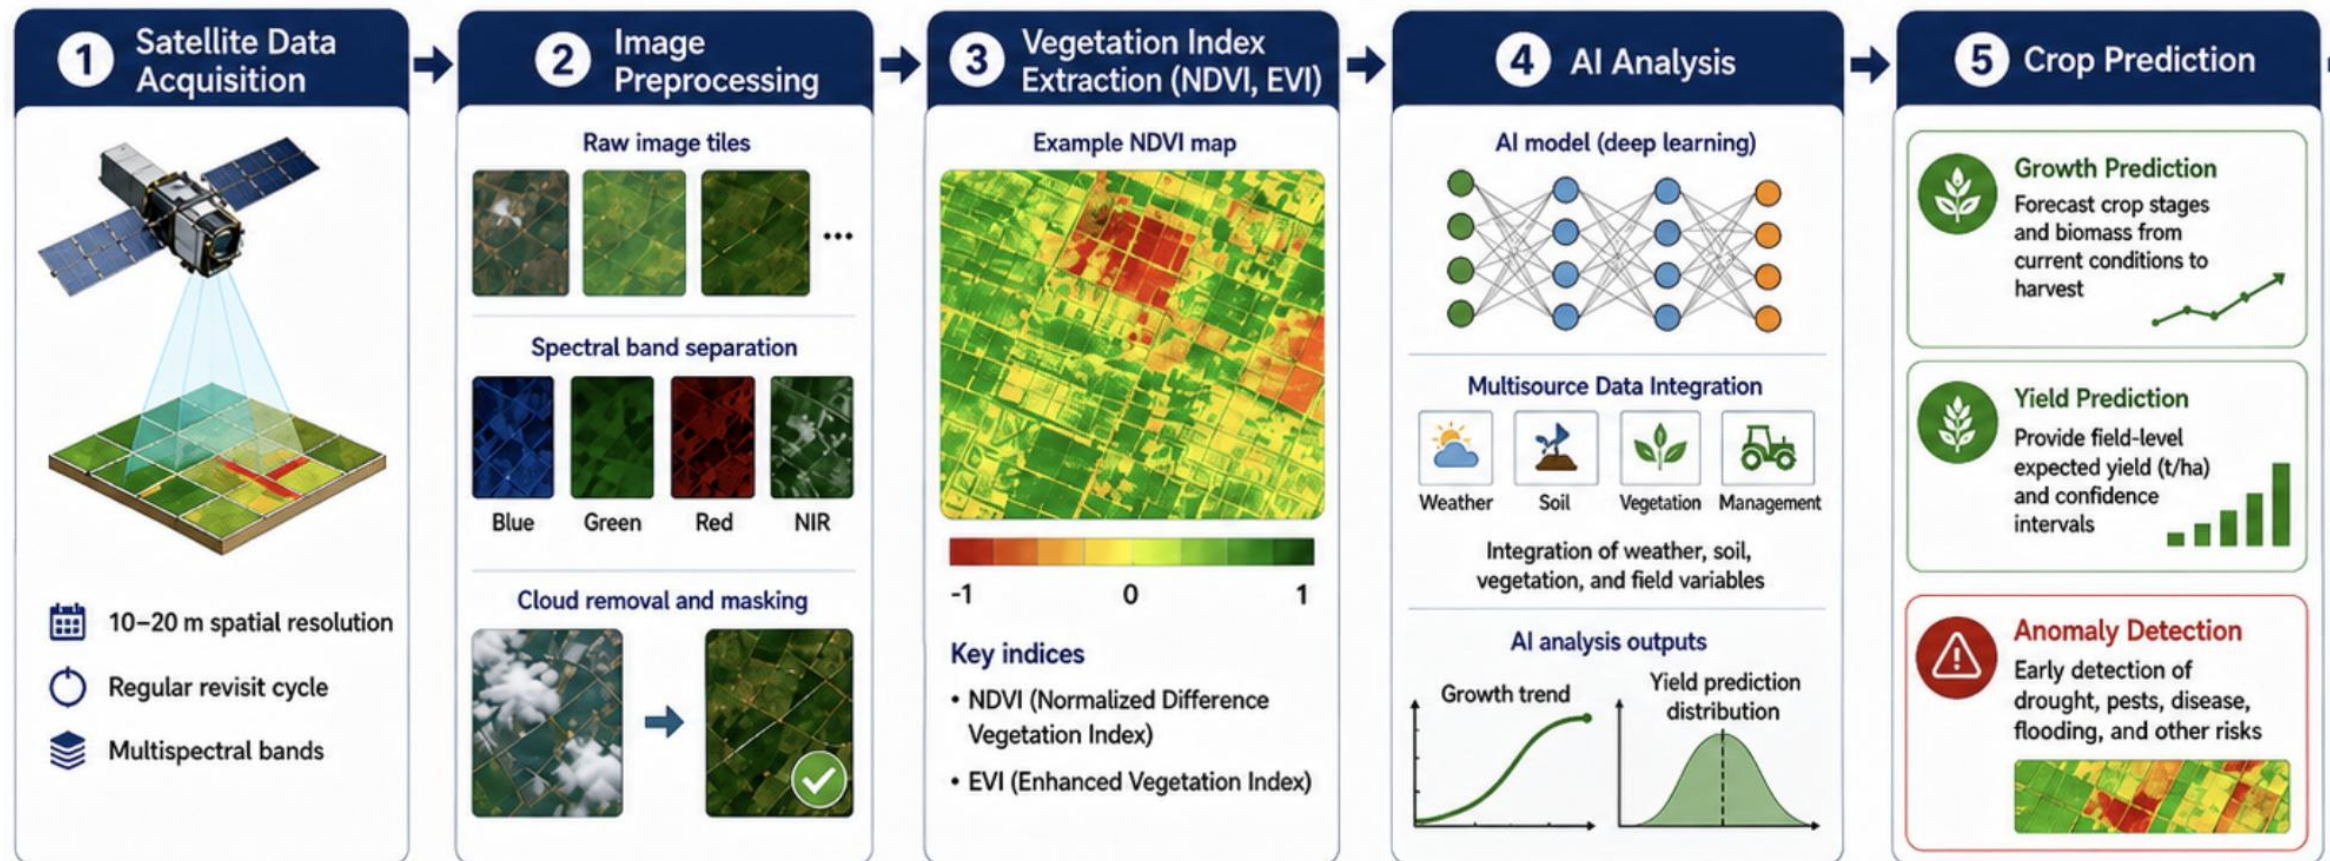 1
Satellite Data
Acquisition
10–20 m spatial resolution
Regular revisit cycle
Multispectral bands
2
Image
Preprocessing
Raw image tiles
...
Spectral band separation
Blue
Green
Red
NIR
Cloud removal and masking
3
Vegetation Index
Extraction (NDVI, EVI)
Example NDVI map
-1
0
1
Key indices
• NDVI (Normalized Difference
Vegetation Index)
• EVI (Enhanced Vegetation Index)
4
AI Analysis
AI model (deep learning)
Multisource Data Integration
Weather
Soil
Vegetation
Management
Integration of weather, soil,
vegetation, and field variables
AI analysis outputs
Growth trend
Yield prediction
distribution
5
Crop Prediction
Growth Prediction
Forecast crop stages
and biomass from
current conditions to
harvest
Yield Prediction
Provide field-level
expected yield (t/ha)
and confidence
intervals
Anomaly Detection
Early detection of
drought, pests, disease,
flooding, and other risks